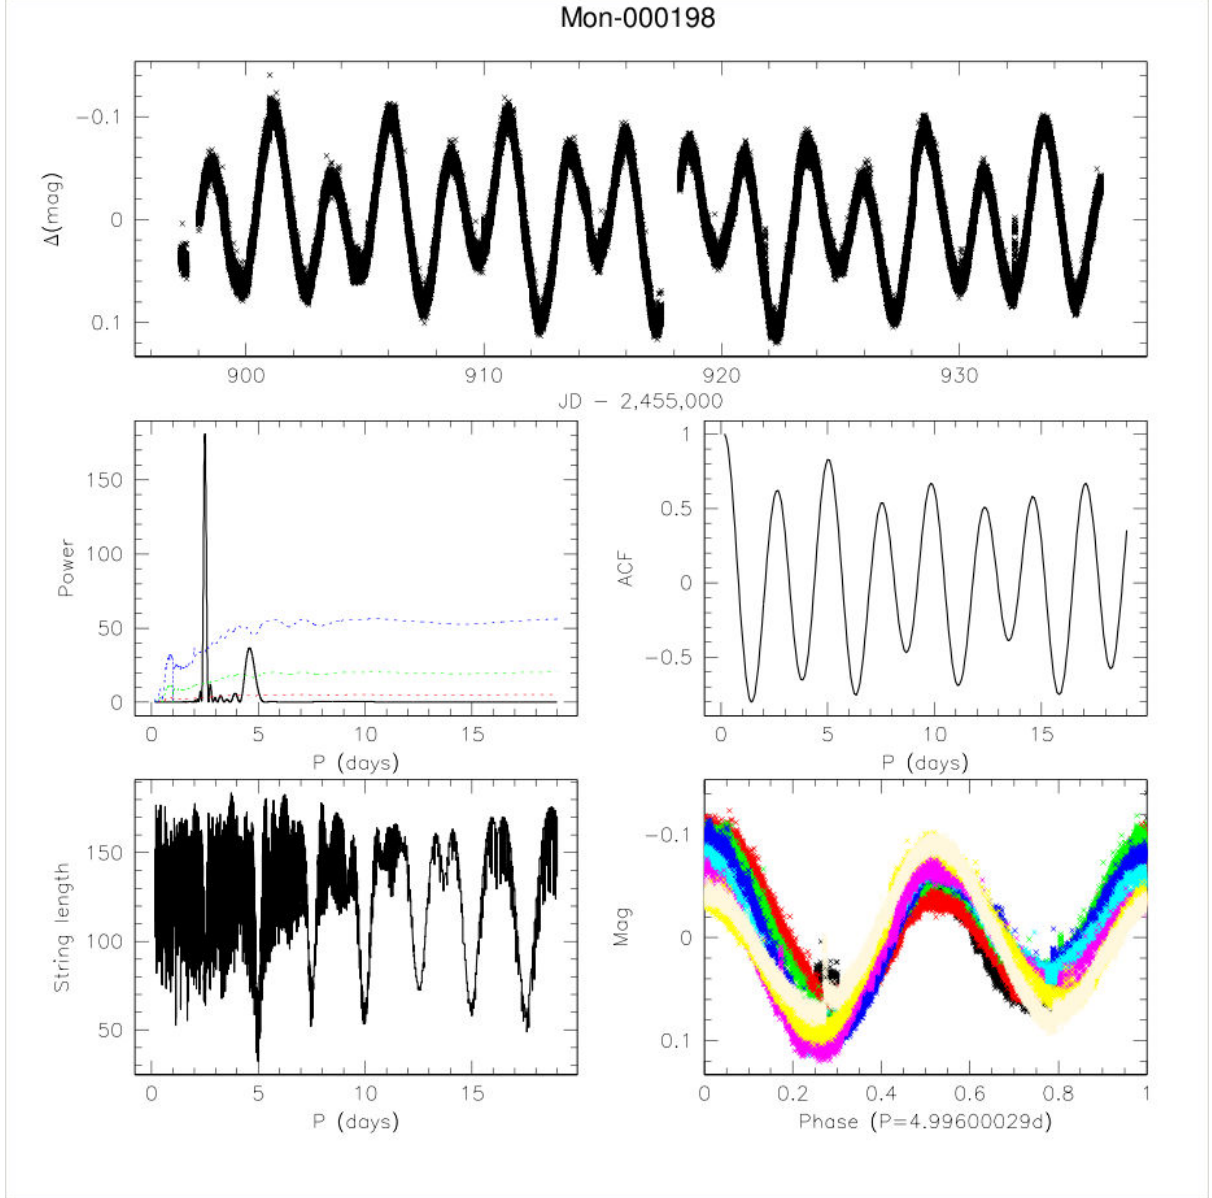 Mon-000198
-0.1
0
0.1
Δ(mag)
900 910 920 930
JD - 2,455,000
150
100
50
0
Power
0 5 10 15
P (days)
1
0.5
0
-0.5
ACF
0 5 10 15
P (days)
150
100
50
String length
0 5 10 15
P (days)
-0.1
0
0.1
Mag
0 0.2 0.4 0.6 0.8 1
Phase (P=4.99600029d)